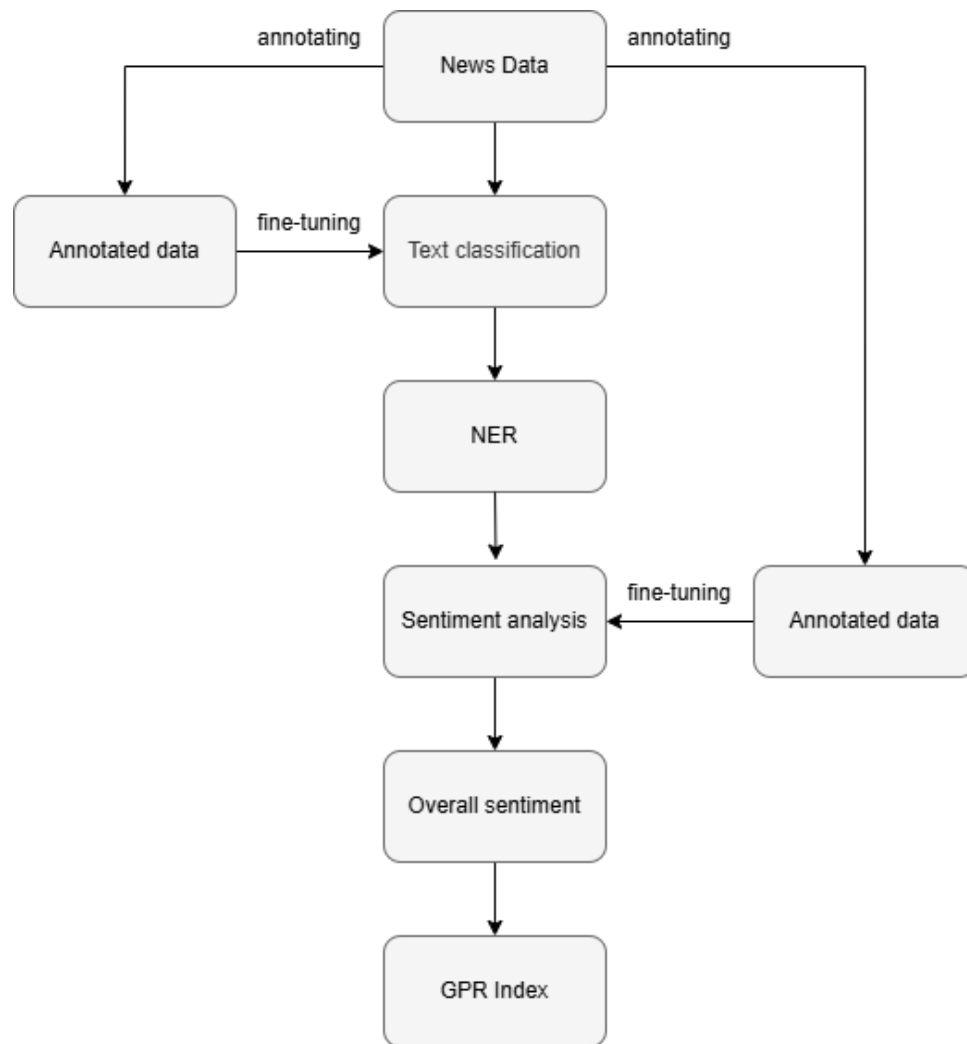 annotating
News Data
annotating
Annotated data
fine-tuning
Text classification
NER
Sentiment analysis
fine-tuning
Annotated data
Overall sentiment
GPR Index